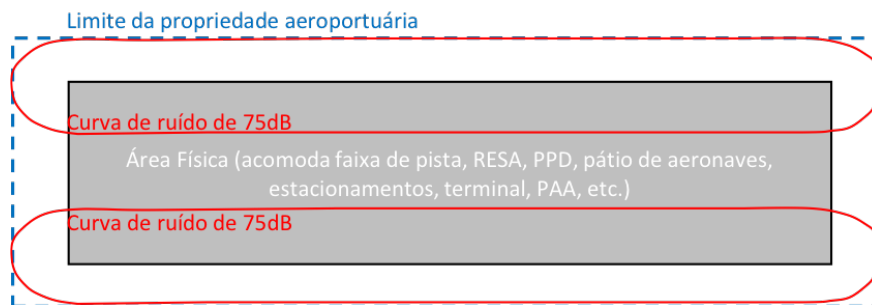 Limite da propriedade aeroportuária
Curva de ruído de 75dB
Área Física (acomoda faixa de pista, RESA, PPD, pátio de aeronaves,
estacionamentos, terminal, PAA, etc.)
Curva de ruído de 75dB